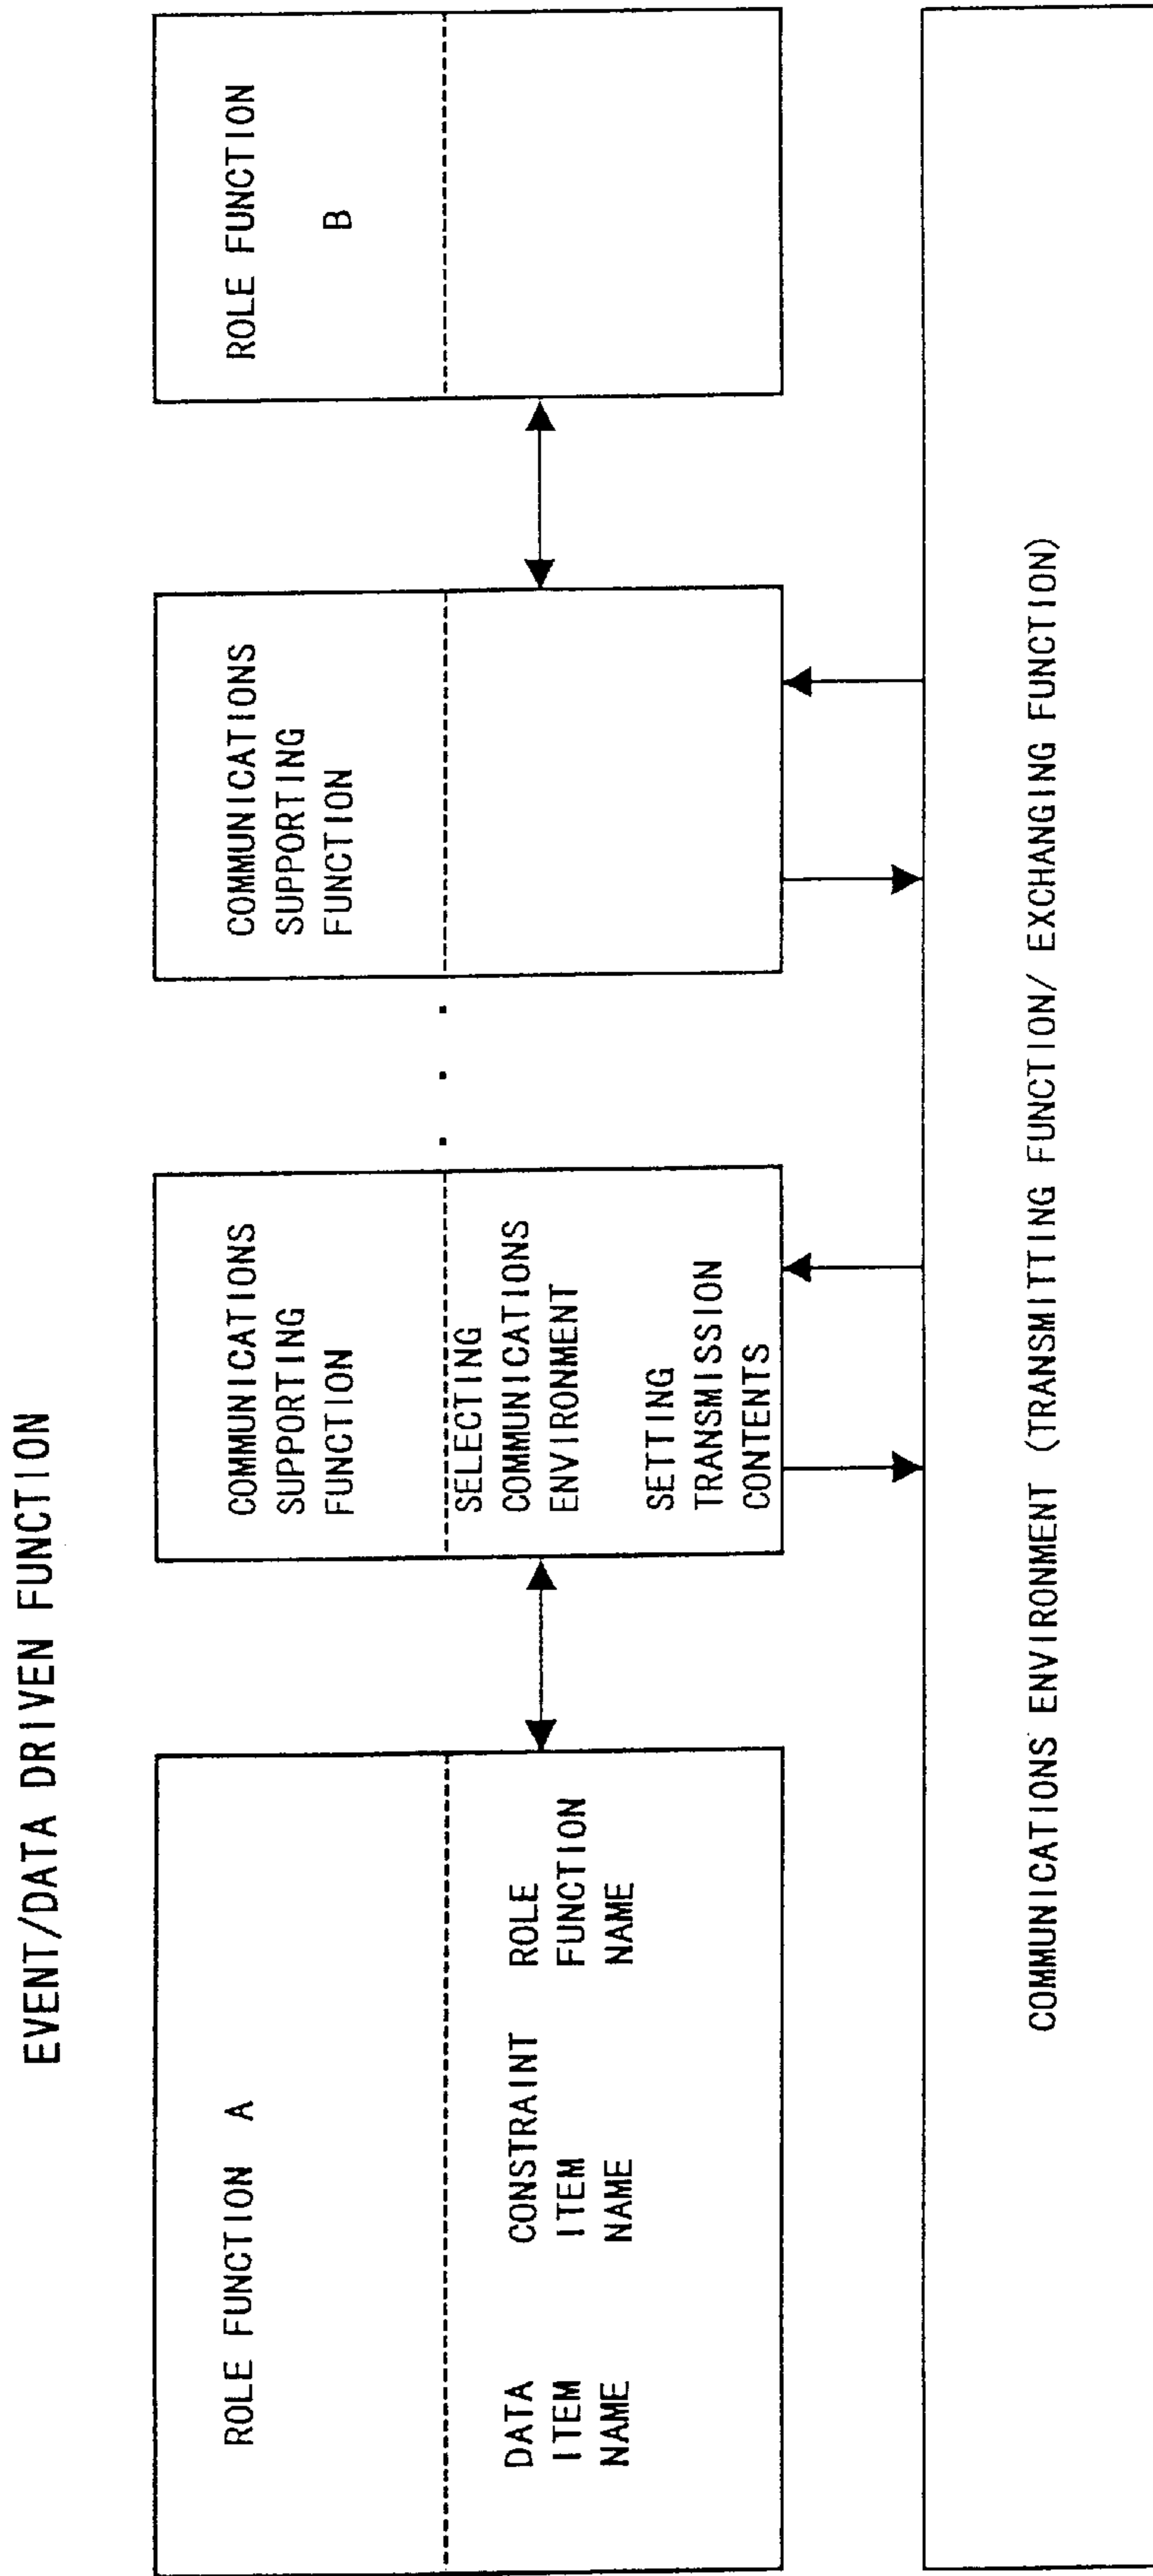 EVENT/DATA DRIVEN FUNCTION
ROLE FUNCTION A
DATA
ITEM
NAME
CONSTRAINT
ITEM
NAME
ROLE
FUNCTION
NAME
COMMUNICATIONS
SUPPORTING
FUNCTION
SELECTING
COMMUNICATIONS
ENVIRONMENT
SETTING
TRANSMISSION
CONTENTS
. . .
COMMUNICATIONS
SUPPORTING
FUNCTION
ROLE FUNCTION
B
COMMUNICATIONS ENVIRONMENT (TRANSMITTING FUNCTION/ EXCHANGING FUNCTION)